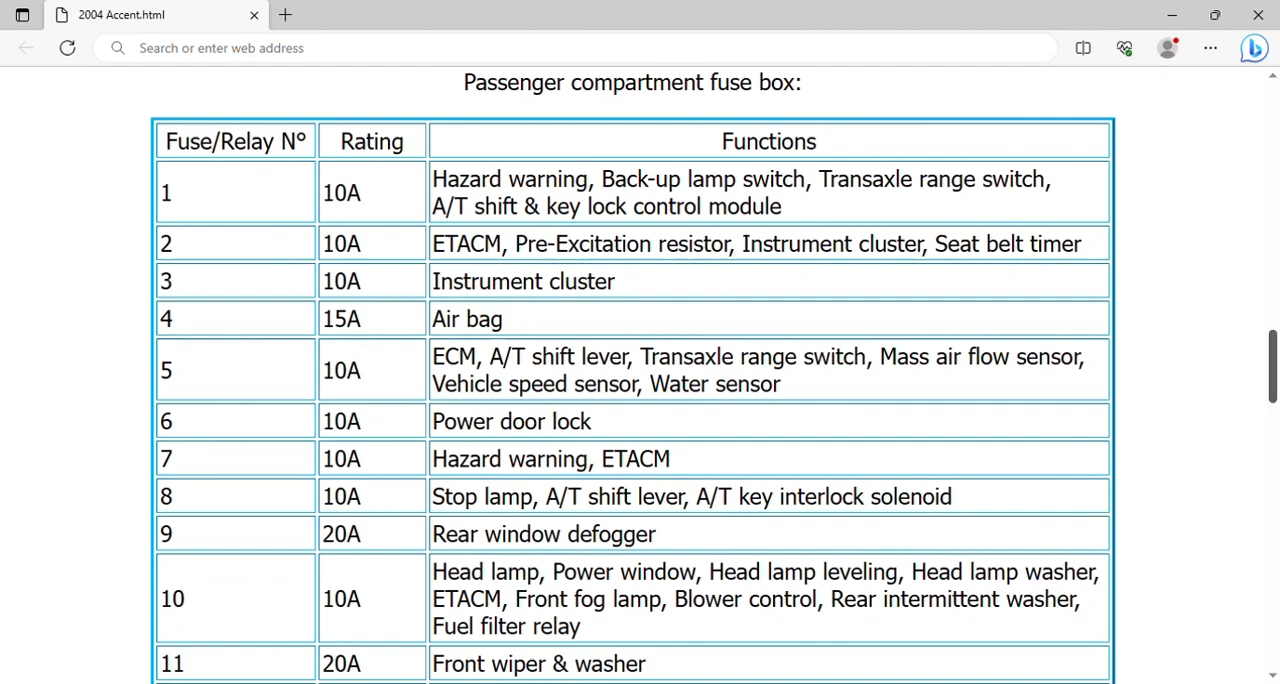 2004 Accent.html
Search or enter web address
Passenger compartment fuse box:
Fuse/Relay N° Rating Functions
1 10A Hazard warning, Back-up lamp switch, Transaxle range switch,
A/T shift & key lock control module
2 10A ETACM, Pre-Excitation resistor, Instrument cluster, Seat belt timer
3 10A Instrument cluster
4 15A Air bag
5 10A ECM, A/T shift lever, Transaxle range switch, Mass air flow sensor,
Vehicle speed sensor, Water sensor
6 10A Power door lock
7 10A Hazard warning, ETACM
8 10A Stop lamp, A/T shift lever, A/T key interlock solenoid
9 20A Rear window defogger
10 10A Head lamp, Power window, Head lamp leveling, Head lamp washer,
ETACM, Front fog lamp, Blower control, Rear intermittent washer,
Fuel filter relay
11 20A Front wiper & washer